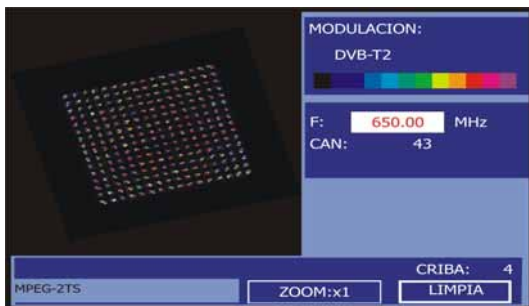 MODULACION:
DVB-T2
F: 650.00 MHz
CAN: 43
CRIBA: 4
MPEG-2TS ZOOM:x1 LIMPIA